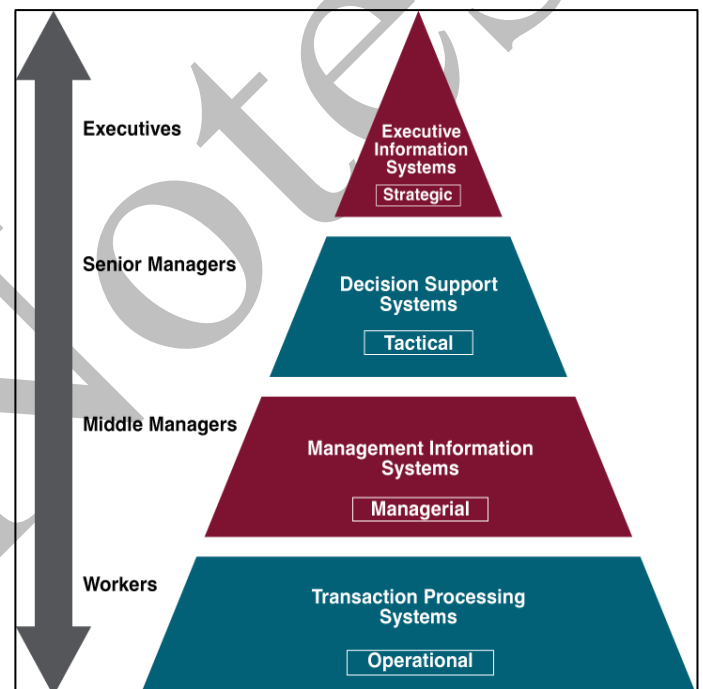 Executives
Executive
Information
Systems
Strategic
Senior Managers
Decision Support
Systems
Tactical
Middle Managers
Management Information
Systems
Managerial
Workers
Transaction Processing
Systems
Operational